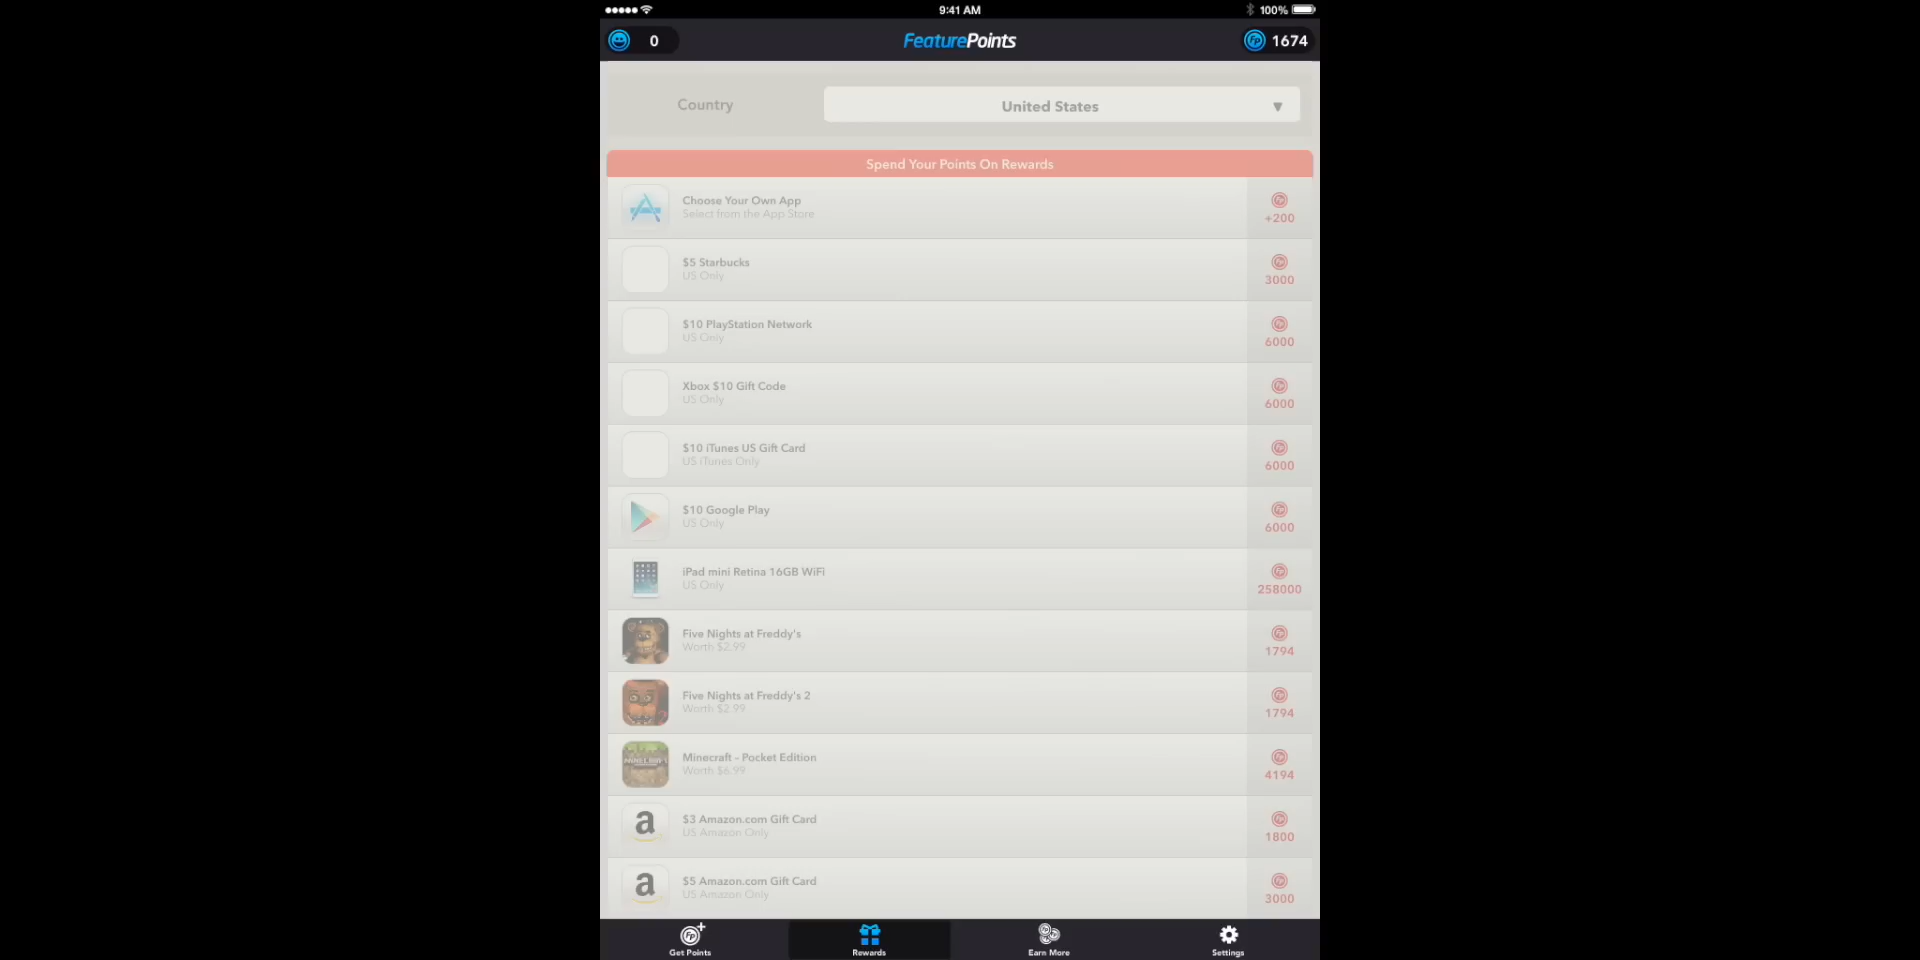 9:41 AM
100%
0
FeaturePoints
1674
Country
United States
Spend Your Points On Rewards
Choose Your Own App
Select from the App Store
+200
$5 Starbucks
US Only
3000
$10 PlayStation Network
US Only
6000
Xbox $10 Gift Code
US Only
6000
$10 iTunes US Gift Card
US iTunes Only
6000
$10 Google Play
US Only
6000
iPad mini Retina 16GB WiFi
US Only
258000
Five Nights at Freddy's
Worth $2.99
1794
Five Nights at Freddy's 2
Worth $2.99
1794
MINECRAFT
Minecraft - Pocket Edition
Worth $6.99
4194
a
$3 Amazon.com Gift Card
US Amazon Only
1800
a
$5 Amazon.com Gift Card
US Amazon Only
3000
Get Points
Rewards
Earn More
Settings